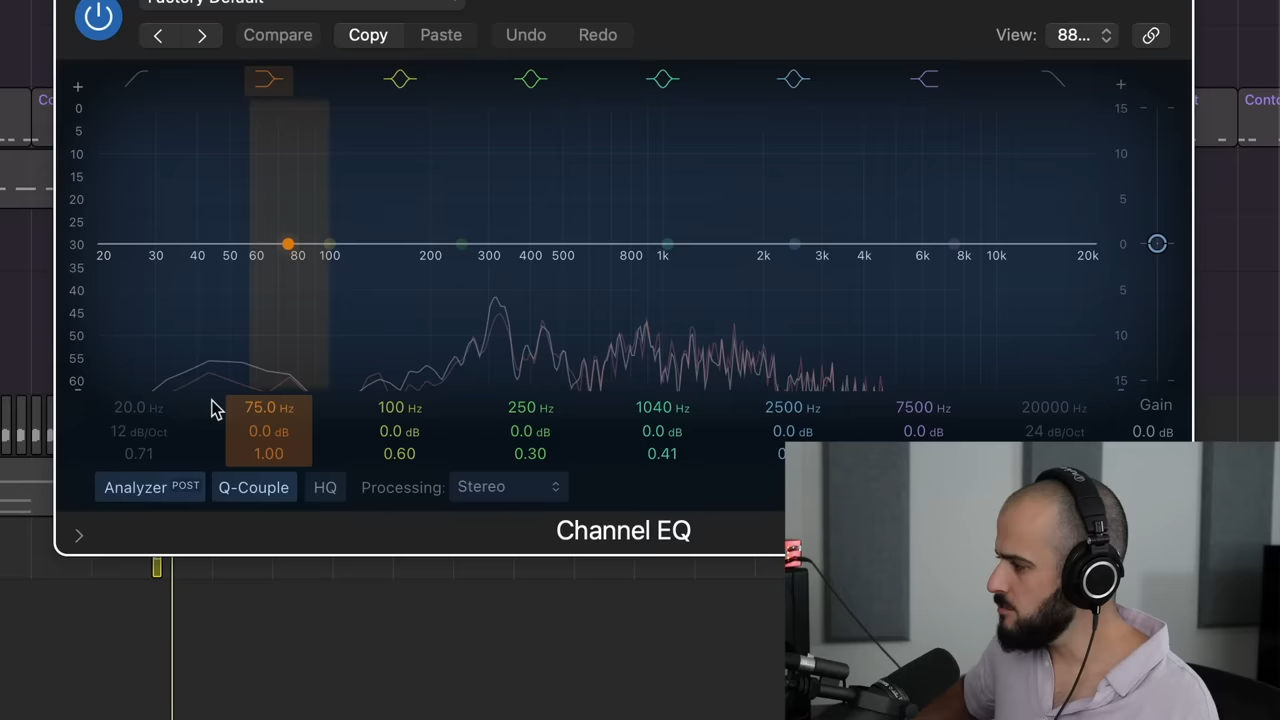 Factory Default
Compare Copy Paste Undo Redo View: 88...
Co t Conto
+ +
0 15
5
10 10
15
20 5
25
30 0
20 30 40 50 60 80 100 200 300 400 500 800 1k 2k 3k 4k 6k 8k 10k 20k
35
40 5
45
50 10
55
60 15
20.0 Hz 75.0 Hz 100 Hz 250 Hz 1040 Hz 2500 Hz 7500 Hz 20000 Hz Gain
12 dB/Oct 0.0 dB 0.0 dB 0.0 dB 0.0 dB 0.0 dB 0.0 dB 24 dB/Oct 0.0 dB
0.71 1.00 0.60 0.30 0.41 0
Analyzer POST Q-Couple HQ Processing: Stereo
Channel EQ